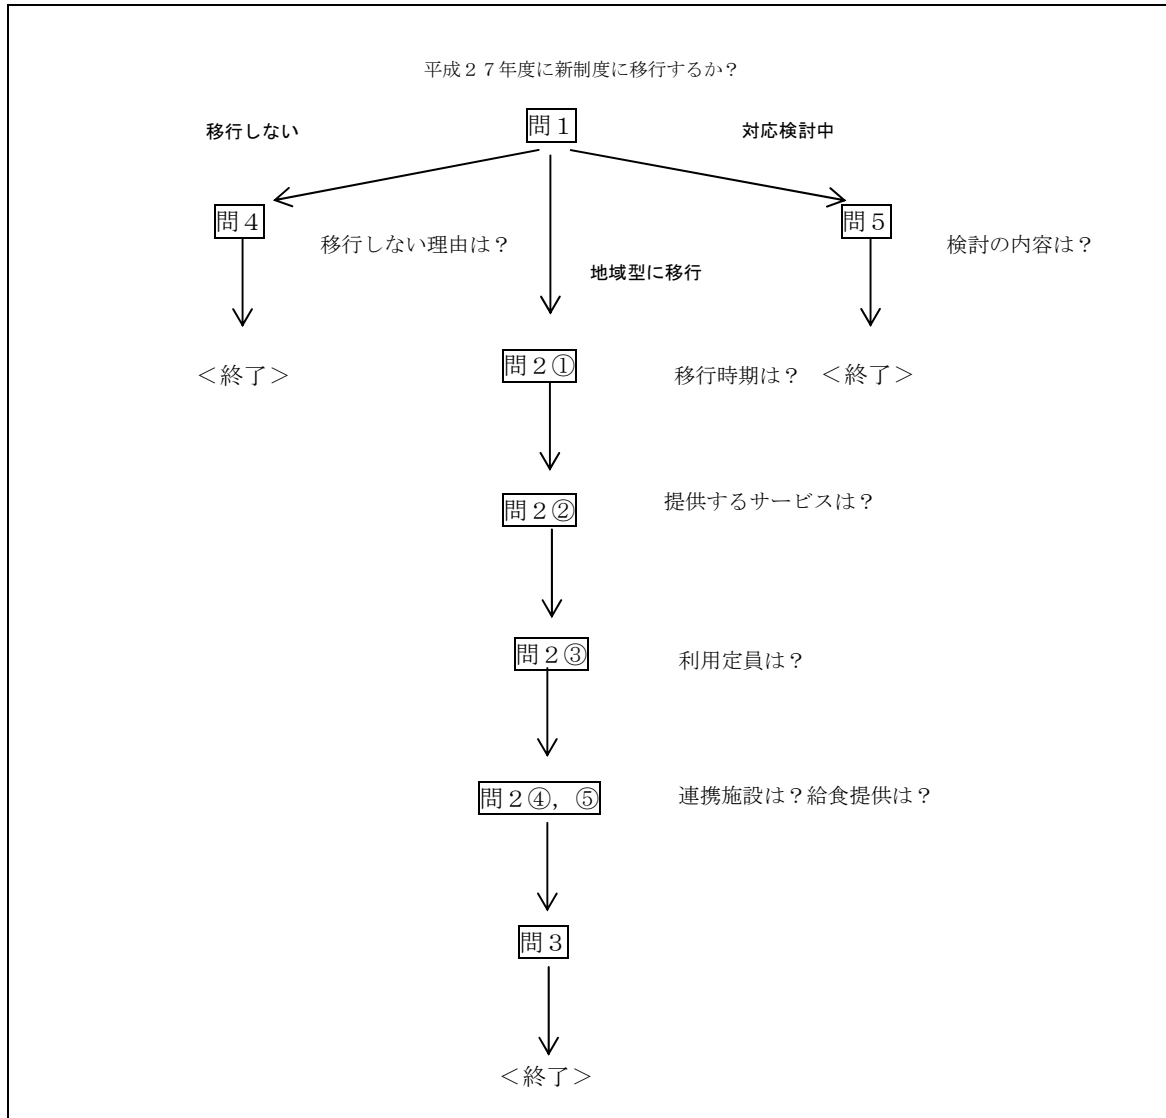 平成２７年度に新制度に移行するか？
移行しない
問１
対応検討中
問４
移行しない理由は？
問５
検討の内容は？
地域型に移行
＜終了＞
問２①
移行時期は？
＜終了＞
問２②
提供するサービスは？
問２③
利用定員は？
問２④，⑤
連携施設は？給食提供は？
問３
＜終了＞